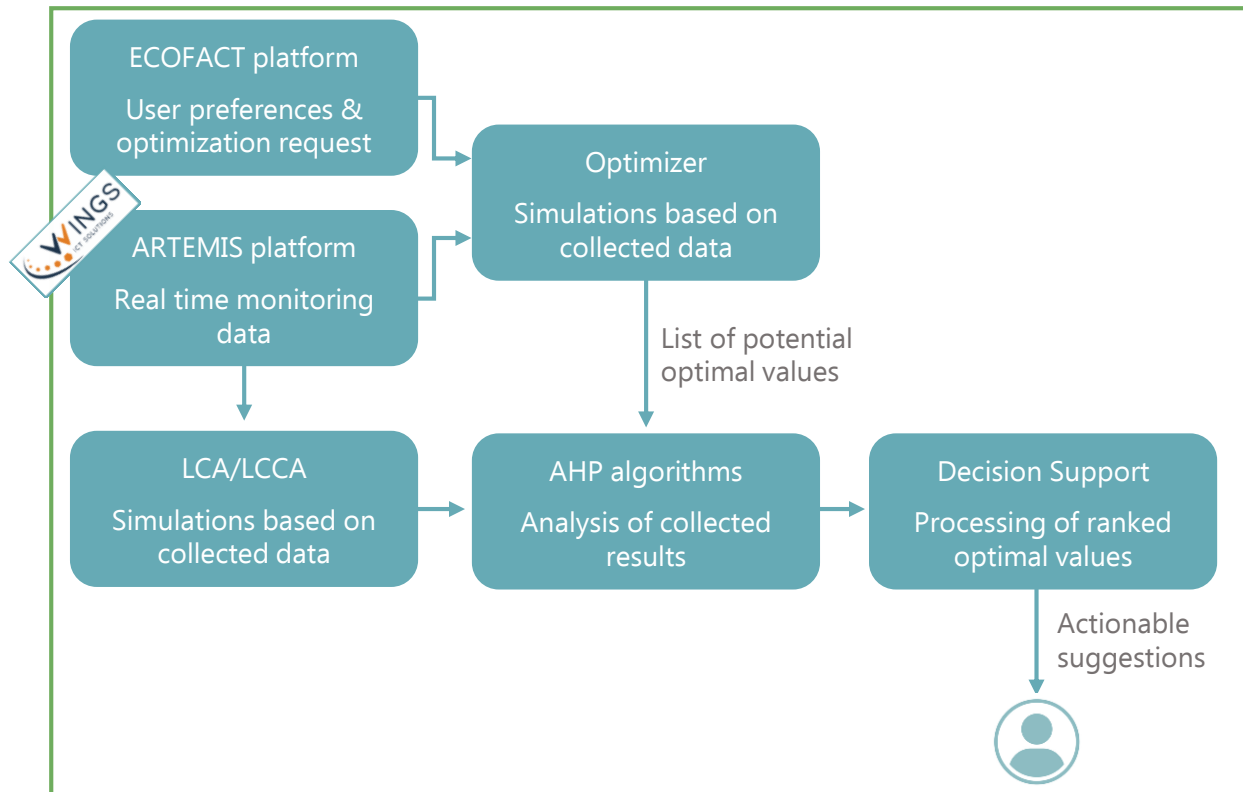 ECOFACT platform
User preferences &
optimization request
WINGS
ICT SOLUTIONS
ARTEMIS platform
Real time monitoring
data
Optimizer
Simulations based on
collected data
List of potential
optimal values
LCA/LCCA
Simulations based on
collected data
AHP algorithms
Analysis of collected
results
Decision Support
Processing of ranked
optimal values
Actionable
suggestions